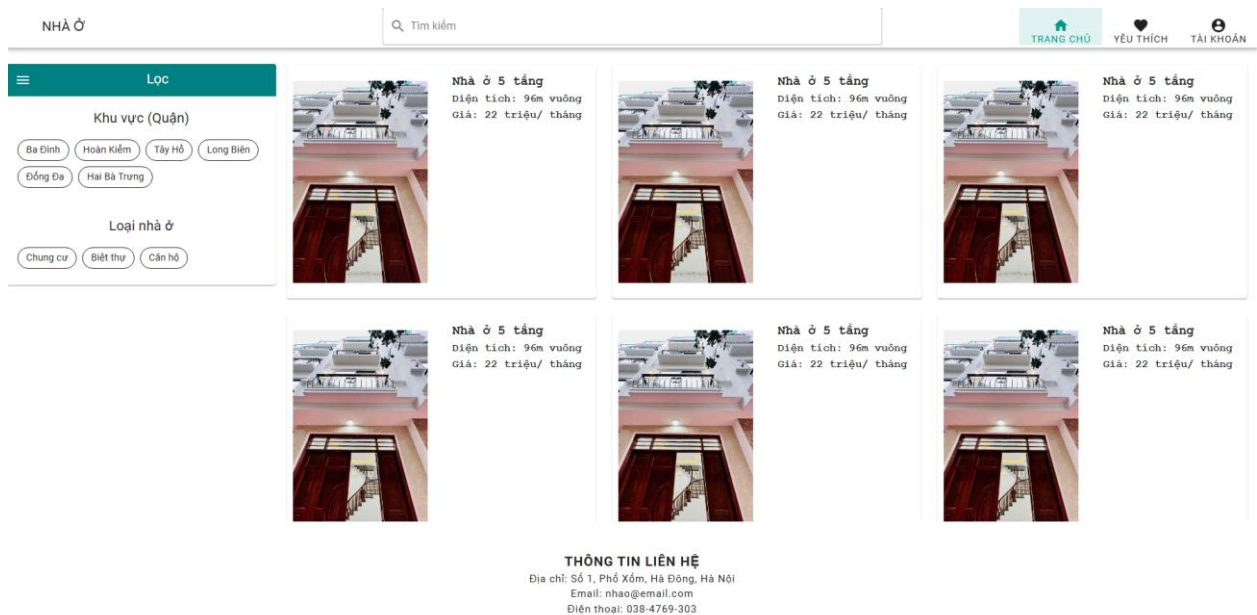 NHÀ Ở
Tìm kiếm
TRANG CHỦ
YÊU THÍCH
TÀI KHOẢN
Lọc
Khu vực (Quận)
Ba Đình
Hoàn Kiếm
Tây Hồ
Long Biên
Đống Đa
Hai Bà Trưng
Loại nhà ở
Chung cư
Biệt thự
Căn hộ
Nhà ở 5 tầng
Diện tích: 96m vuông
Giá: 22 triệu/ tháng
Nhà ở 5 tầng
Diện tích: 96m vuông
Giá: 22 triệu/ tháng
Nhà ở 5 tầng
Diện tích: 96m vuông
Giá: 22 triệu/ tháng
Nhà ở 5 tầng
Diện tích: 96m vuông
Giá: 22 triệu/ tháng
Nhà ở 5 tầng
Diện tích: 96m vuông
Giá: 22 triệu/ tháng
Nhà ở 5 tầng
Diện tích: 96m vuông
Giá: 22 triệu/ tháng
THÔNG TIN LIÊN HỆ
Địa chỉ: Số 1, Phố Xốm, Hà Đông, Hà Nội
Email: nhao@email.com
Điện thoại: 038-4769-303